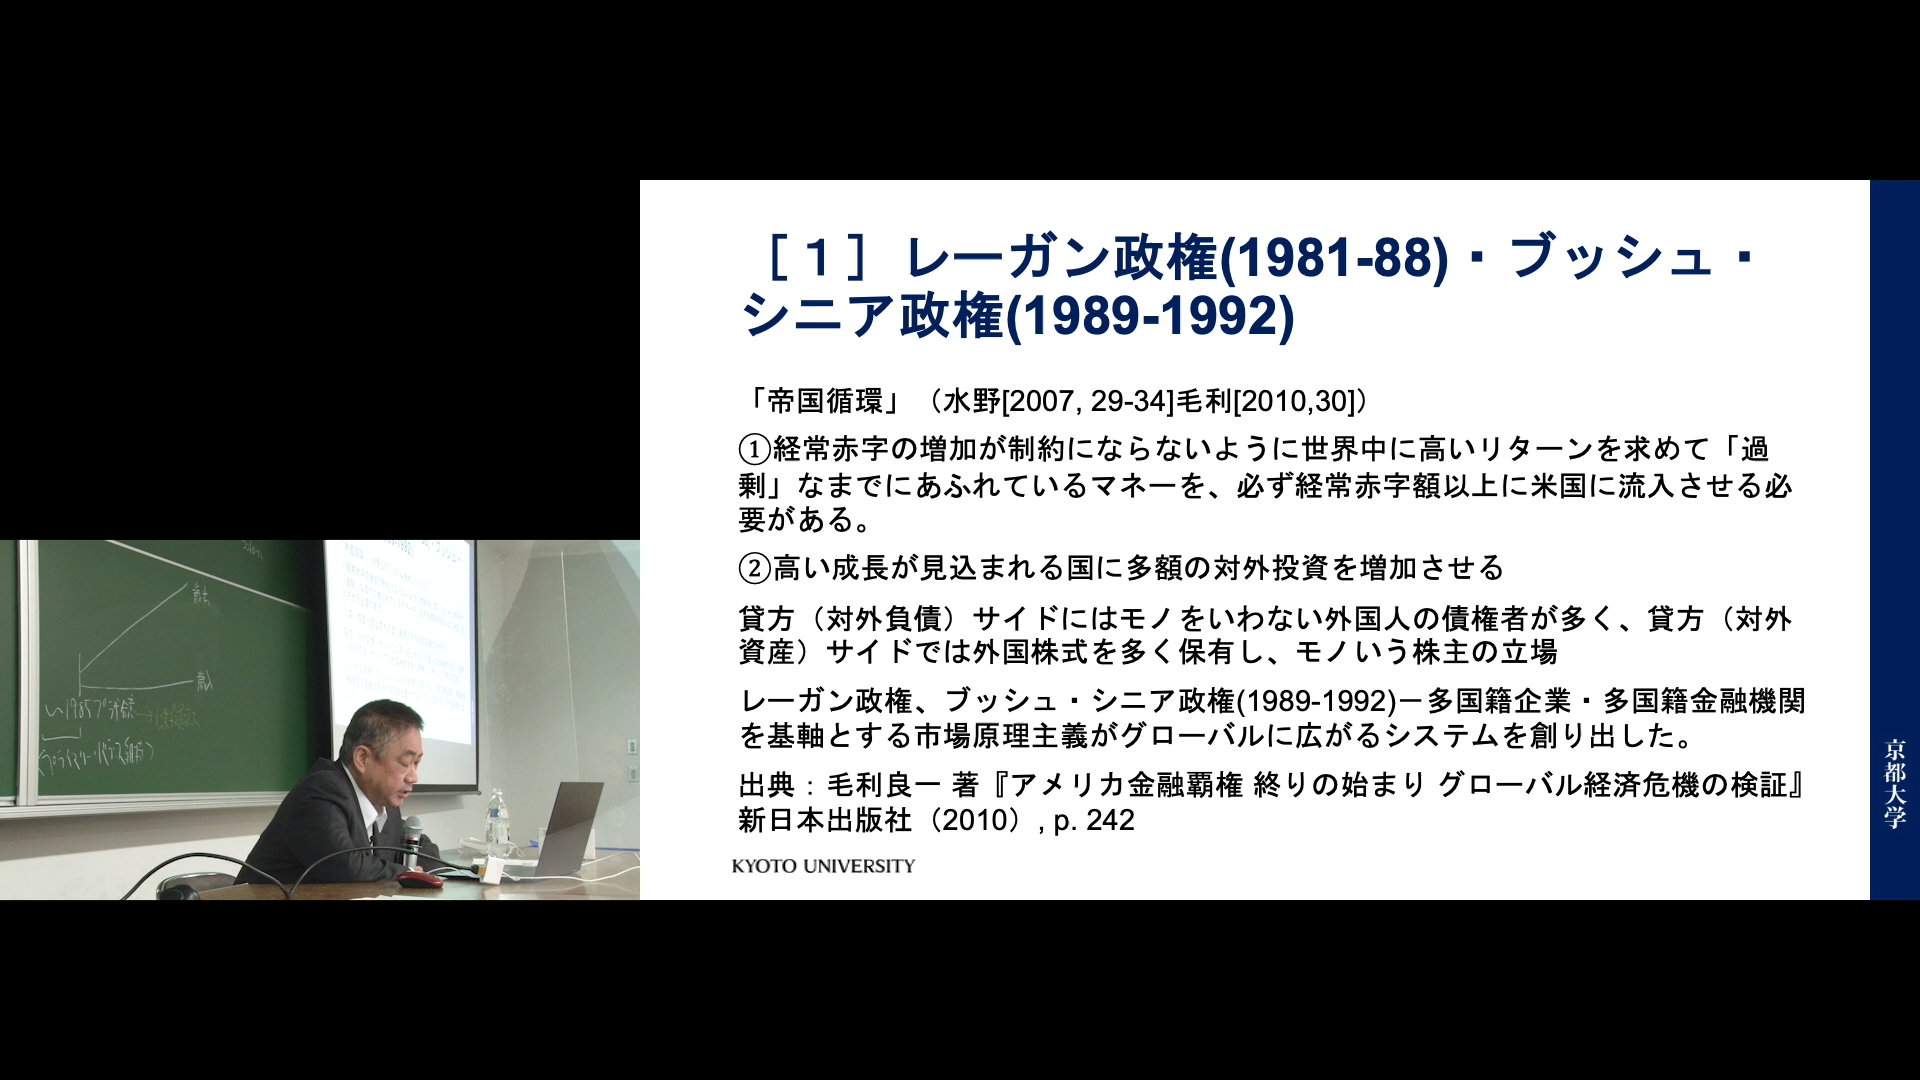 ［１］レーガン政権(1981-88)・ブッシュ・
シニア政権(1989-1992)
「帝国循環」（水野[2007, 29-34]毛利[2010,30]）
①経常赤字の増加が制約にならないように世界中に高いリターンを求めて「過
剰」なまでにあふれているマネーを、必ず経常赤字額以上に米国に流入させる必
要がある。
②高い成長が見込まれる国に多額の対外投資を増加させる
貸方（対外負債）サイドにはモノをいわない外国人の債権者が多く、貸方（対外
資産）サイドでは外国株式を多く保有し、モノいう株主の立場
レーガン政権、ブッシュ・シニア政権(1989-1992)－多国籍企業・多国籍金融機関
を基軸とする市場原理主義がグローバルに広がるシステムを創り出した。
出典：毛利良一 著『アメリカ金融覇権 終りの始まり グローバル経済危機の検証』
新日本出版社（2010）, p. 242
KYOTO UNIVERSITY
京都大学
歳出
歳入
1985